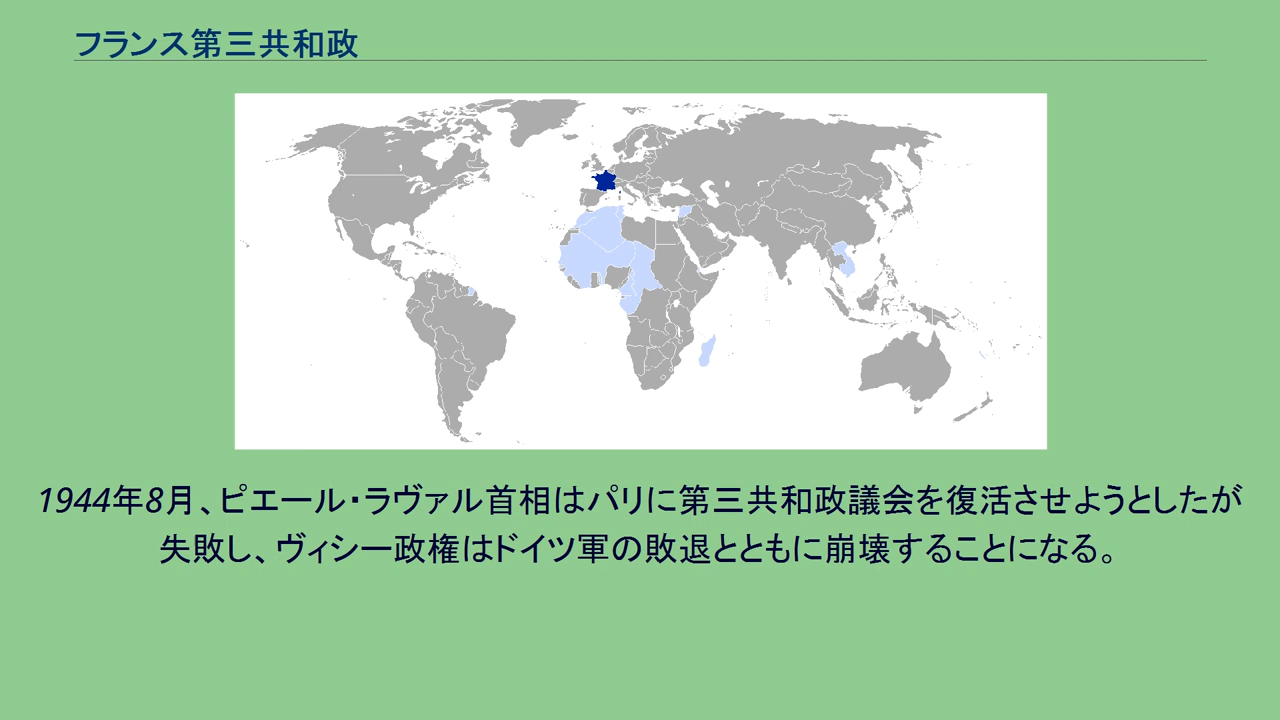 フランス第三共和政
1944年8月、ピエール・ラヴァル首相はパリに第三共和政議会を復活させようとしたが
失敗し、ヴィシー政権はドイツ軍の敗退とともに崩壊することになる。